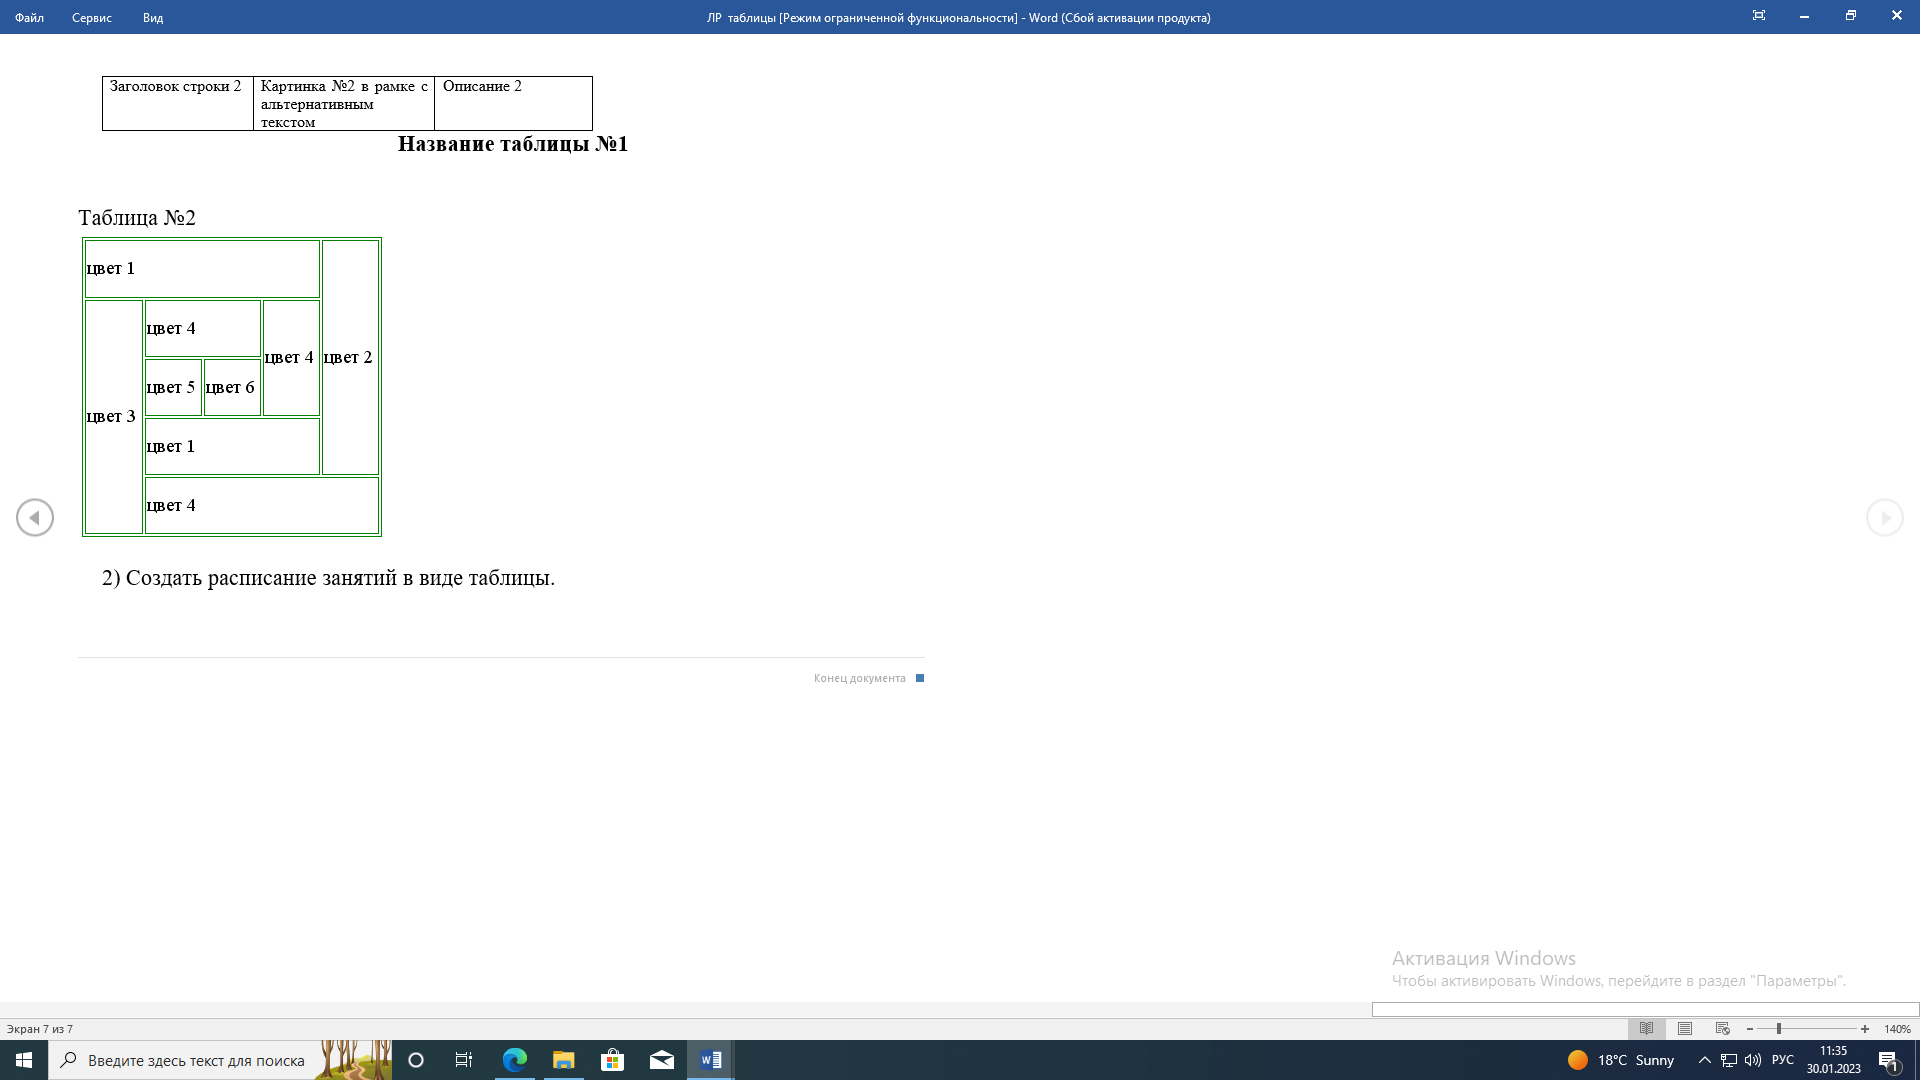 Файл Сервис Вид ЛР таблицы [Режим ограниченной функциональности] - Word (Сбой активации продукта)
Заголовок строки 2
Картинка №2 в рамке с
альтернативным
текстом
Описание 2
Название таблицы №1
Таблица №2
цвет 1
цвет 4
цвет 4
цвет 2
цвет 5
цвет 6
цвет 3
цвет 1
цвет 4
2) Создать расписание занятий в виде таблицы.
Конец документа
Активация Windows
Чтобы активировать Windows, перейдите в раздел "Параметры".
Экран 7 из 7
140%
Введите здесь текст для поиска
18°C Sunny
РУС
11:35
30.01.2023
1